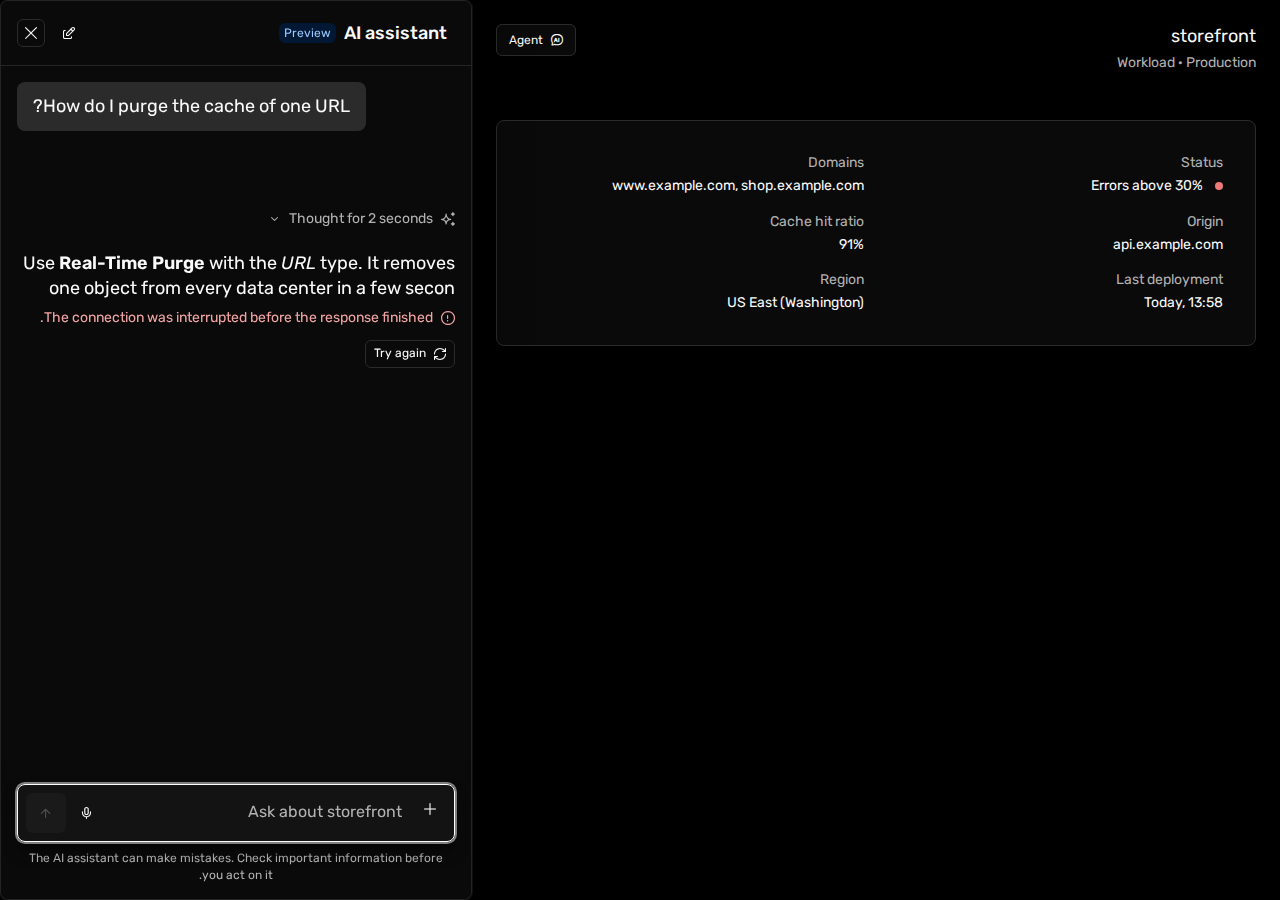 AI assistant Preview
?How do I purge the cache of one URL
Thought for 2 seconds
Use Real-Time Purge with the URL type. It removes
one object from every data center in a few secon
.The connection was interrupted before the response finished
Try again
Ask about storefront
The AI assistant can make mistakes. Check important information before
.you act on it
storefront
Workload • Production
Agent
Status
Errors above 30%
Domains
www.example.com, shop.example.com
Origin
api.example.com
Cache hit ratio
91%
Last deployment
Today, 13:58
Region
US East (Washington)